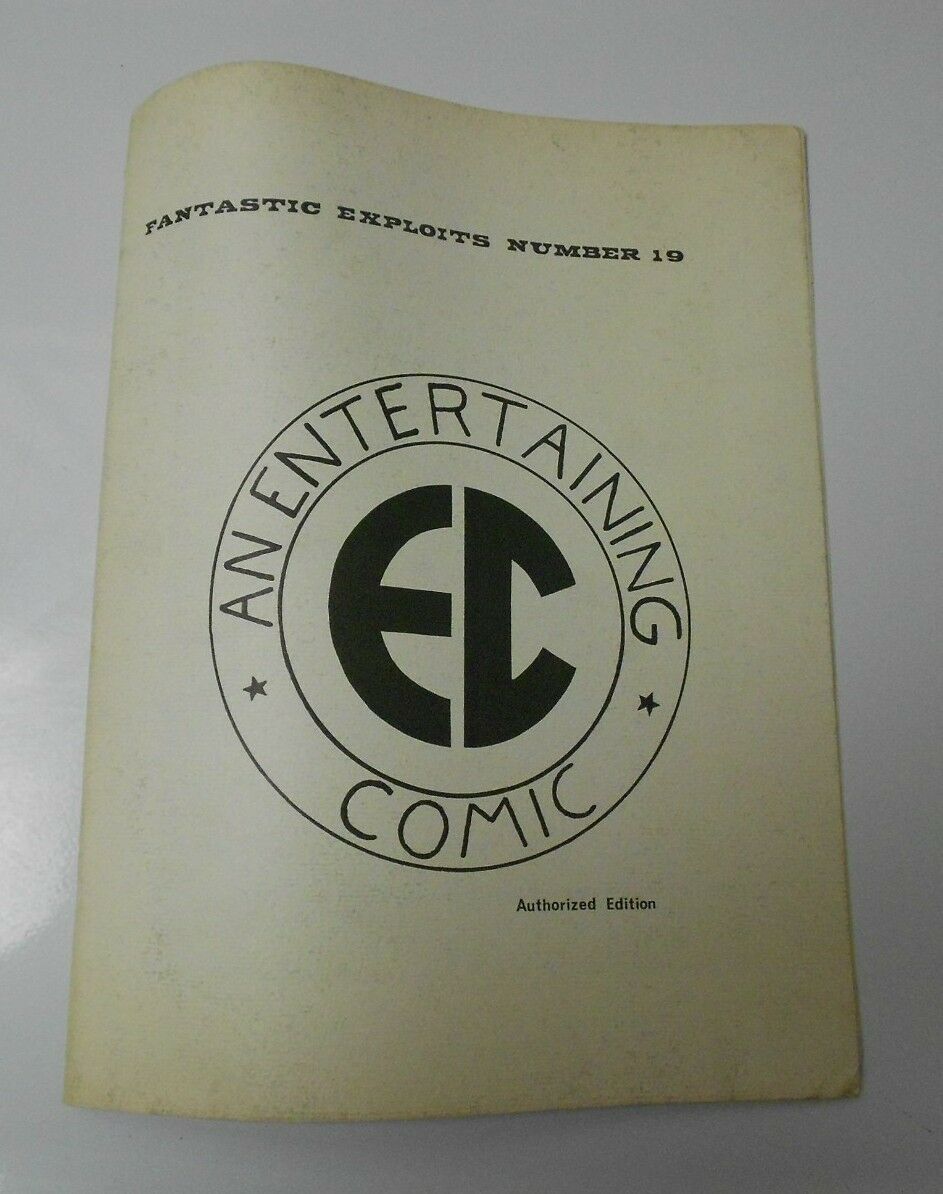 FANTASTIC EXPLOITS NUMBER 19
AN ENTERTAINING
EC
COMIC
Authorized Edition